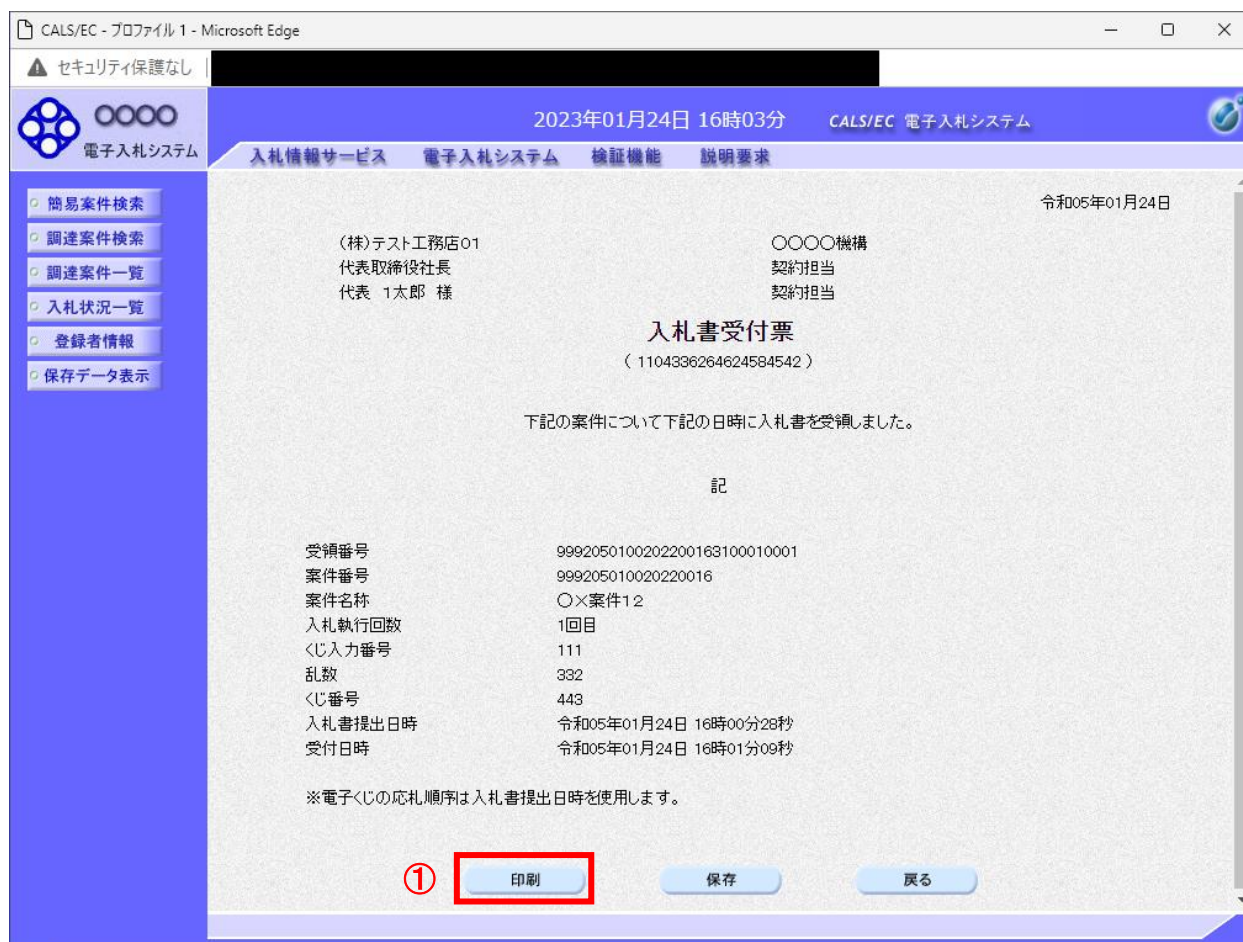 CALS/EC - プロファイル 1 - Microsoft Edge
セキュリティ保護なし
〇〇〇〇
電子入札システム
2023年01月24日 16時03分 CALS/EC 電子入札システム
入札情報サービス 電子入札システム 検証機能 説明要求
簡易案件検索
調達案件検索
調達案件一覧
入札状況一覧
登録者情報
保存データ表示
令和05年01月24日
(株)テスト工務店01 〇〇〇〇機構
代表取締役社長 契約担当
代表 1太郎 様 契約担当
入札書受付票
( 1104336264624584542 )
下記の案件について下記の日時に入札書を受領しました。
記
受領番号 9992050100202200163100010001
案件番号 999205010020220016
案件名称 〇×案件12
入札執行回数 1回目
くじ入力番号 111
乱数 332
くじ番号 443
入札書提出日時 令和05年01月24日 16時00分28秒
受付日時 令和05年01月24日 16時01分09秒
※電子くじの応札順序は入札書提出日時を使用します。
① 印刷 保存 戻る